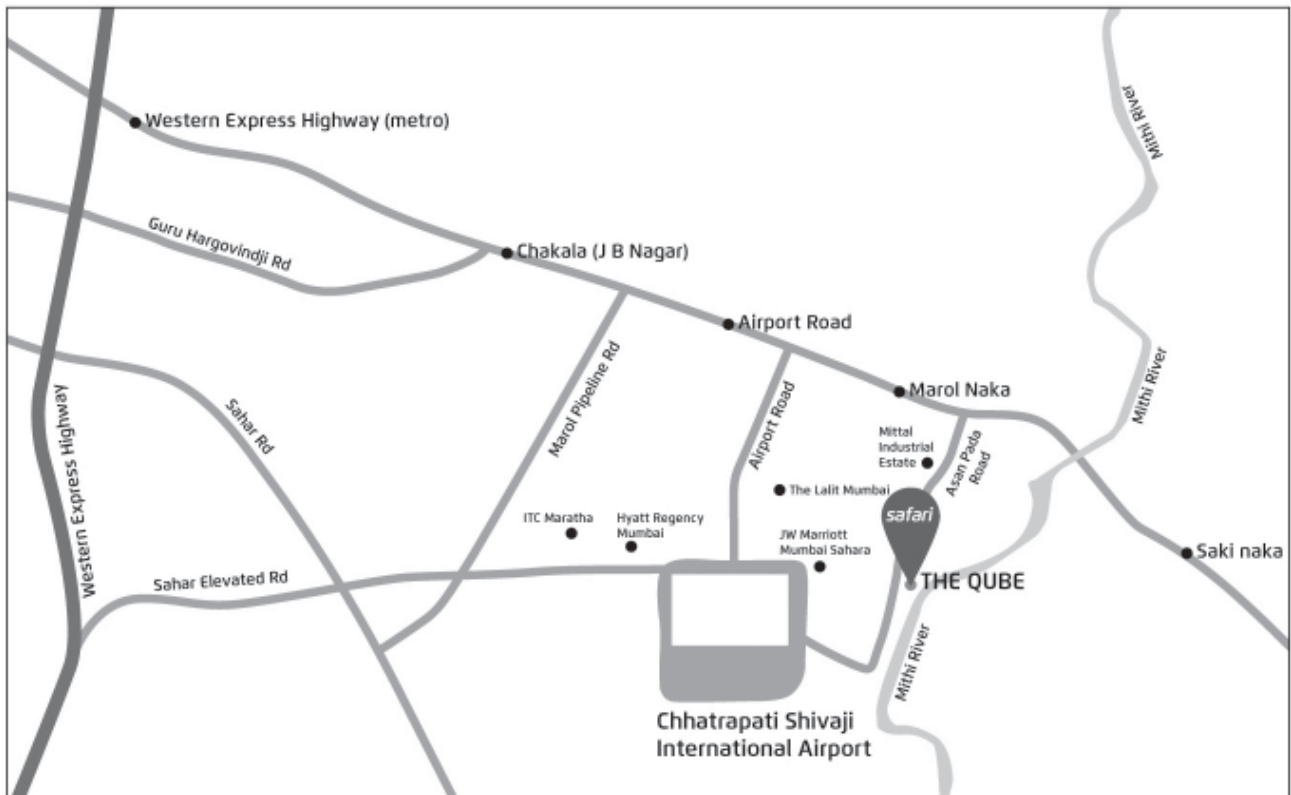 Mithi River
Western Express Highway (metro)
Guru Hargovindji Rd
Chakala (J B Nagar)
Airport Road
Marol Pipeline Rd
Mithi River
Airport Road
Marol Naka
Western Express Highway
Sahar Rd
Mittal
Industrial
Estate
Asan Pada
Road
The Lalit Mumbai
safari
ITC Maratha
Hyatt Regency
Mumbai
JW Marriott
Mumbai Sahara
Saki naka
Sahar Elevated Rd
THE QUBE
Mithi River
Chhatrapati Shivaji
International Airport